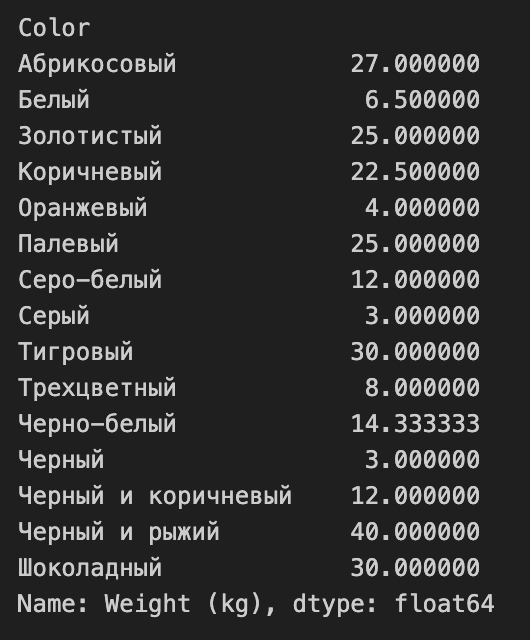 Color
Абрикосовый 27.000000
Белый 6.500000
Золотистый 25.000000
Коричневый 22.500000
Оранжевый 4.000000
Палевый 25.000000
Серо-белый 12.000000
Серый 3.000000
Тигровый 30.000000
Трехцветный 8.000000
Черно-белый 14.333333
Черный 3.000000
Черный и коричневый 12.000000
Черный и рыжий 40.000000
Шоколадный 30.000000
Name: Weight (kg), dtype: float64